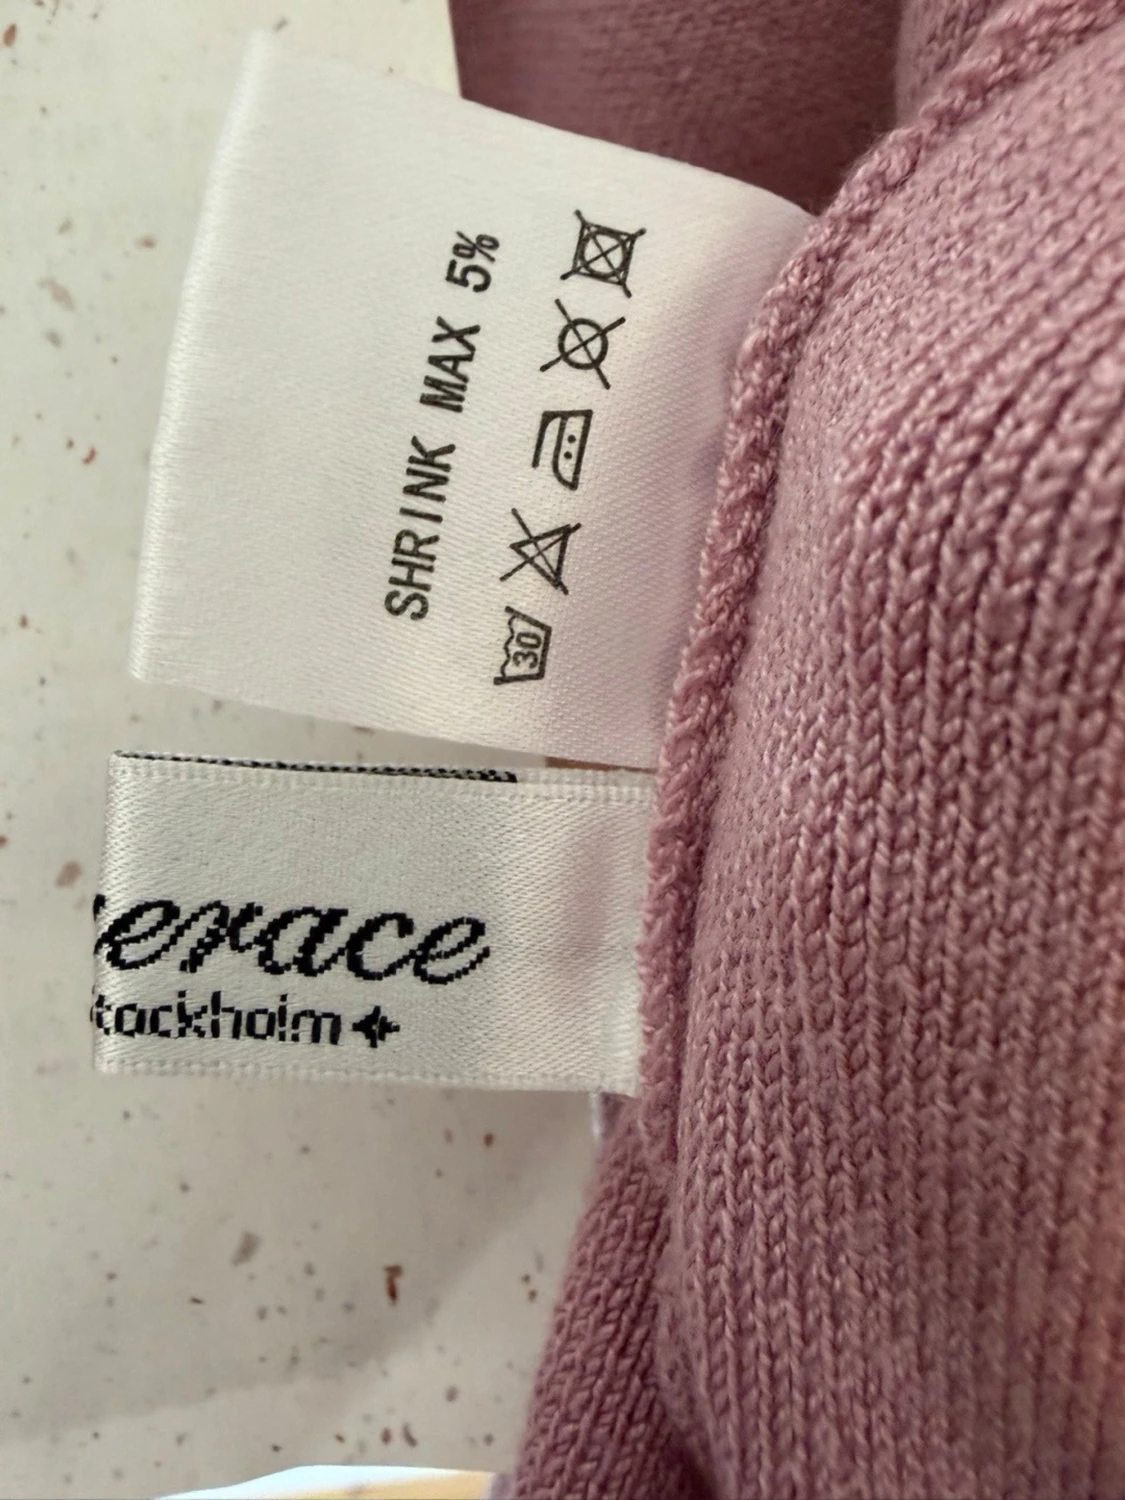 SHRINK MAX 5%
30
erace
tockholm